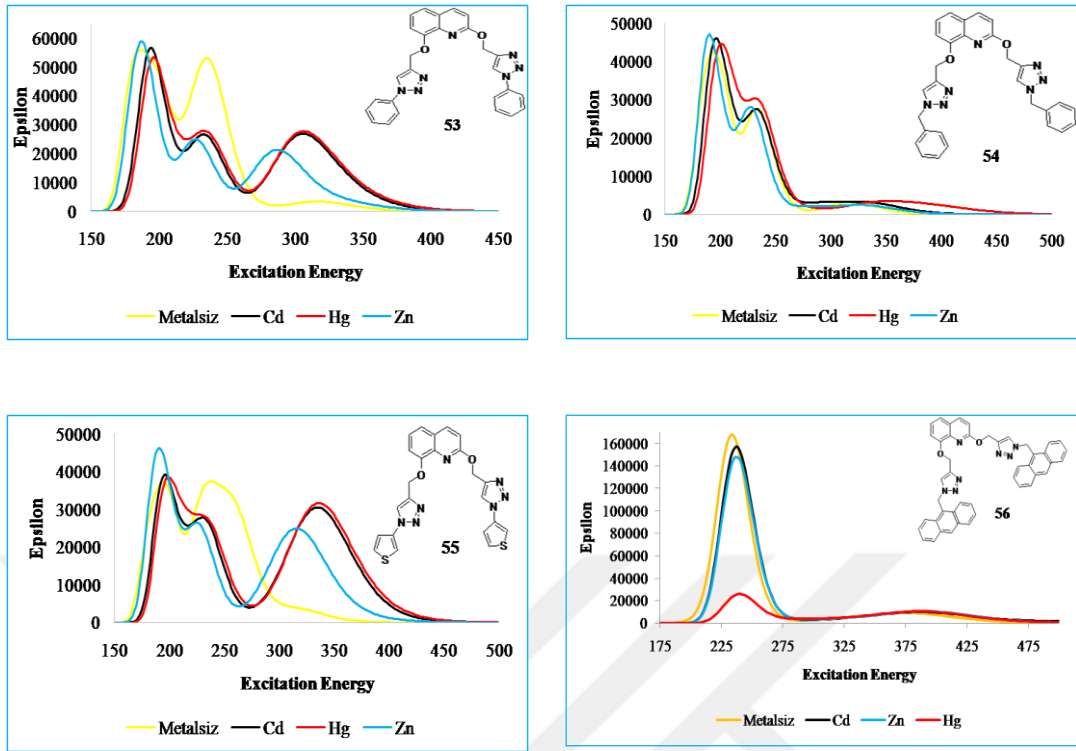 60000
50000
40000
30000
20000
10000
0
Epsilon
150 200 250 300 350 400 450
Excitation Energy
Metalsiz Cd Hg Zn
N
O
O
N
N
N
N
N
N
53
50000
40000
30000
20000
10000
0
Epsilon
150 200 250 300 350 400 450 500
Excitation Energy
Metalsiz Cd Hg Zn
N
O
O
N
N
N
N
N
N
54
50000
40000
30000
20000
10000
0
Epsilon
150 200 250 300 350 400 450 500
Excitation Energy
Metalsiz Cd Hg Zn
N
O
O
N
N
N
N
N
N
S
S
55
160000
140000
120000
100000
80000
60000
40000
20000
0
Epsilon
175 225 275 325 375 425 475
Excitation Energy
Metalsiz Cd Zn Hg
N
O
O
N
N
N
N
N
N
56